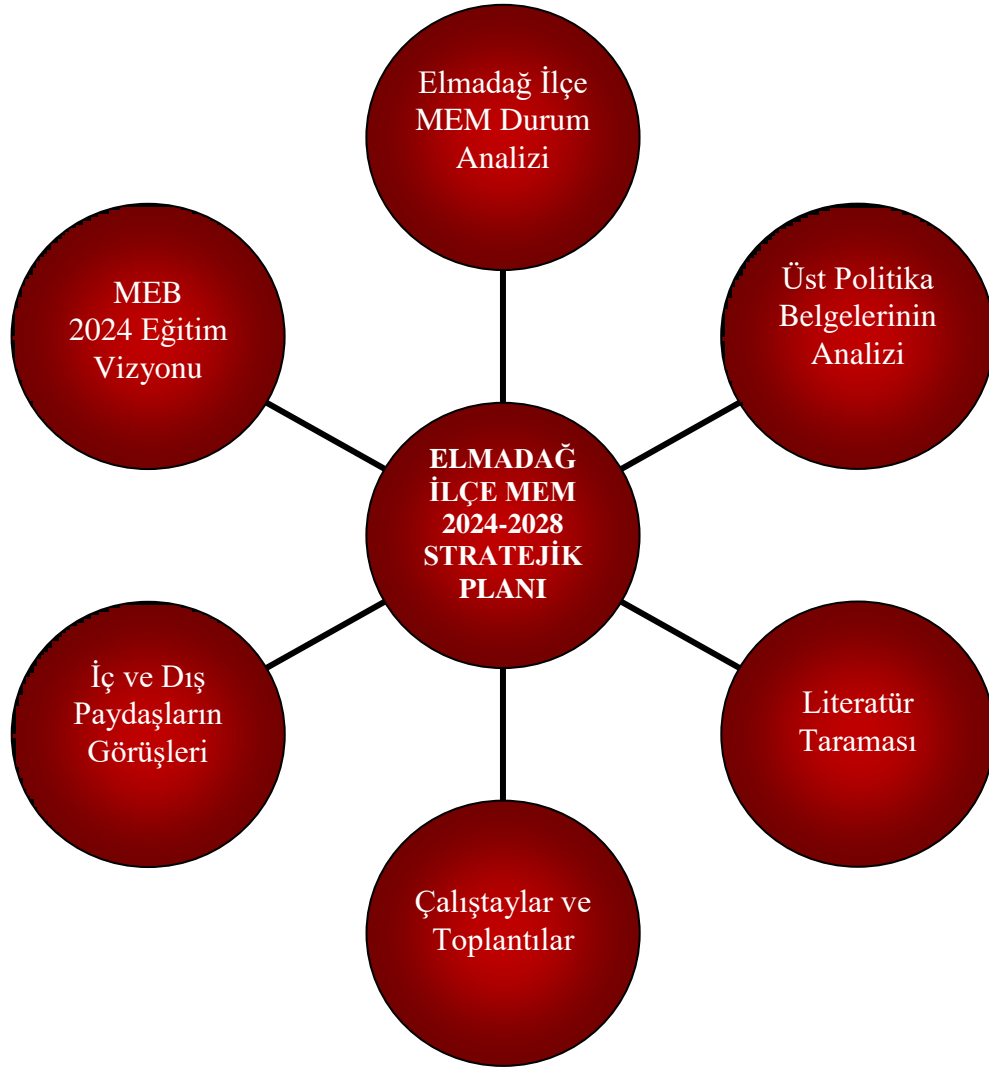 Elmadağ İlçe
MEM Durum
Analizi
MEB
2024 Eğitim
Vizyonu
Üst Politika
Belgelerinin
Analizi
ELMADAĞ
İLÇE MEM
2024-2028
STRATEJİK
PLANI
İç ve Dış
Paydaşların
Görüşleri
Literatür
Taraması
Çalıştaylar ve
Toplantılar